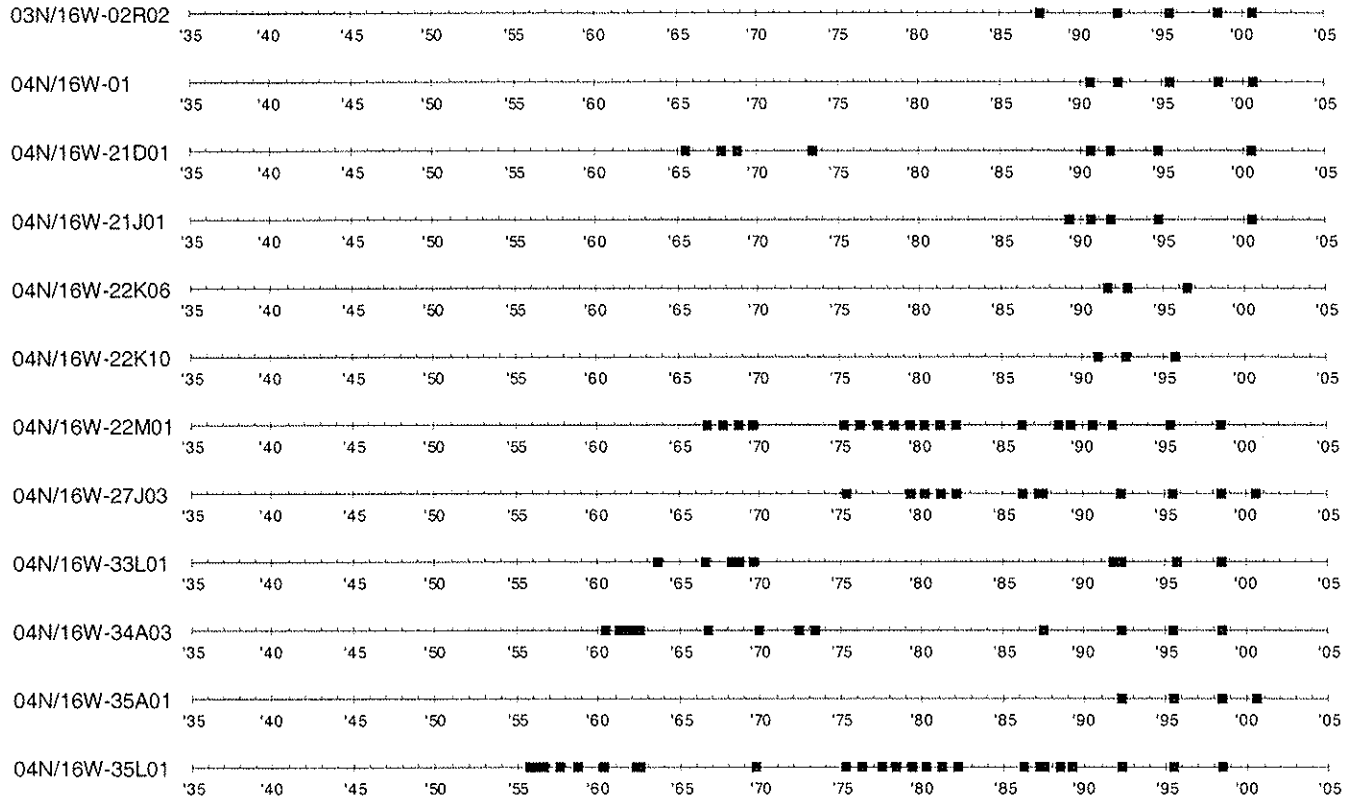 03N/16W-02R02
'35 '40 '45 '50 '55 '60 '65 '70 '75 '80 '85 '90 '95 '00 '05
04N/16W-01
'35 '40 '45 '50 '55 '60 '65 '70 '75 '80 '85 '90 '95 '00 '05
04N/16W-21D01
'35 '40 '45 '50 '55 '60 '65 '70 '75 '80 '85 '90 '95 '00 '05
04N/16W-21J01
'35 '40 '45 '50 '55 '60 '65 '70 '75 '80 '85 '90 '95 '00 '05
04N/16W-22K06
'35 '40 '45 '50 '55 '60 '65 '70 '75 '80 '85 '90 '95 '00 '05
04N/16W-22K10
'35 '40 '45 '50 '55 '60 '65 '70 '75 '80 '85 '90 '95 '00 '05
04N/16W-22M01
'35 '40 '45 '50 '55 '60 '65 '70 '75 '80 '85 '90 '95 '00 '05
04N/16W-27J03
'35 '40 '45 '50 '55 '60 '65 '70 '75 '80 '85 '90 '95 '00 '05
04N/16W-33L01
'35 '40 '45 '50 '55 '60 '65 '70 '75 '80 '85 '90 '95 '00 '05
04N/16W-34A03
'35 '40 '45 '50 '55 '60 '65 '70 '75 '80 '85 '90 '95 '00 '05
04N/16W-35A01
'35 '40 '45 '50 '55 '60 '65 '70 '75 '80 '85 '90 '95 '00 '05
04N/16W-35L01
'35 '40 '45 '50 '55 '60 '65 '70 '75 '80 '85 '90 '95 '00 '05